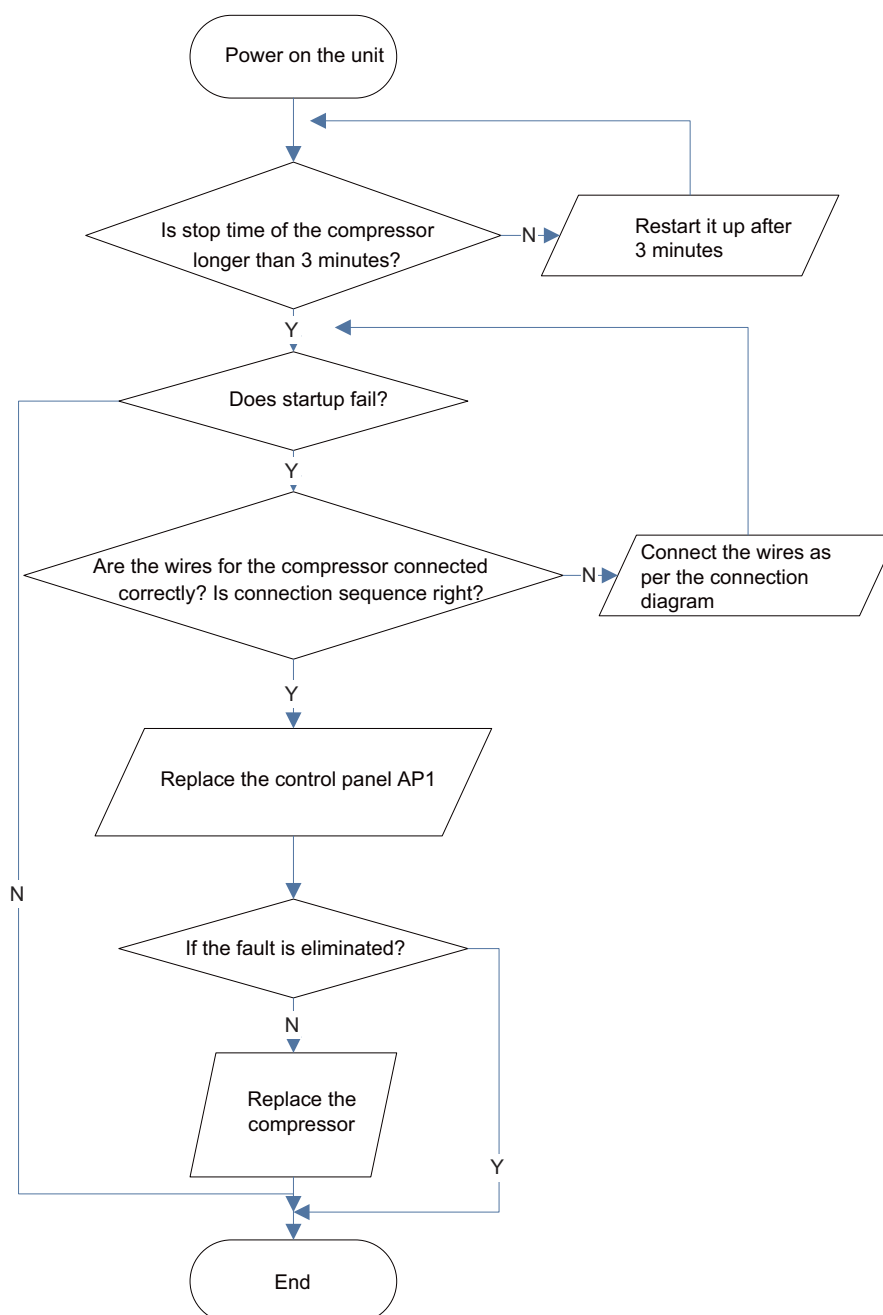 Power on the unit
Is stop time of the compressor
longer than 3 minutes?
N
Restart it up after
3 minutes
Y
Does startup fail?
Y
Are the wires for the compressor connected
correctly? Is connection sequence right?
N
Connect the wires as
per the connection
diagram
Y
Replace the control panel AP1
N
If the fault is eliminated?
N
Replace the
compressor
Y
End